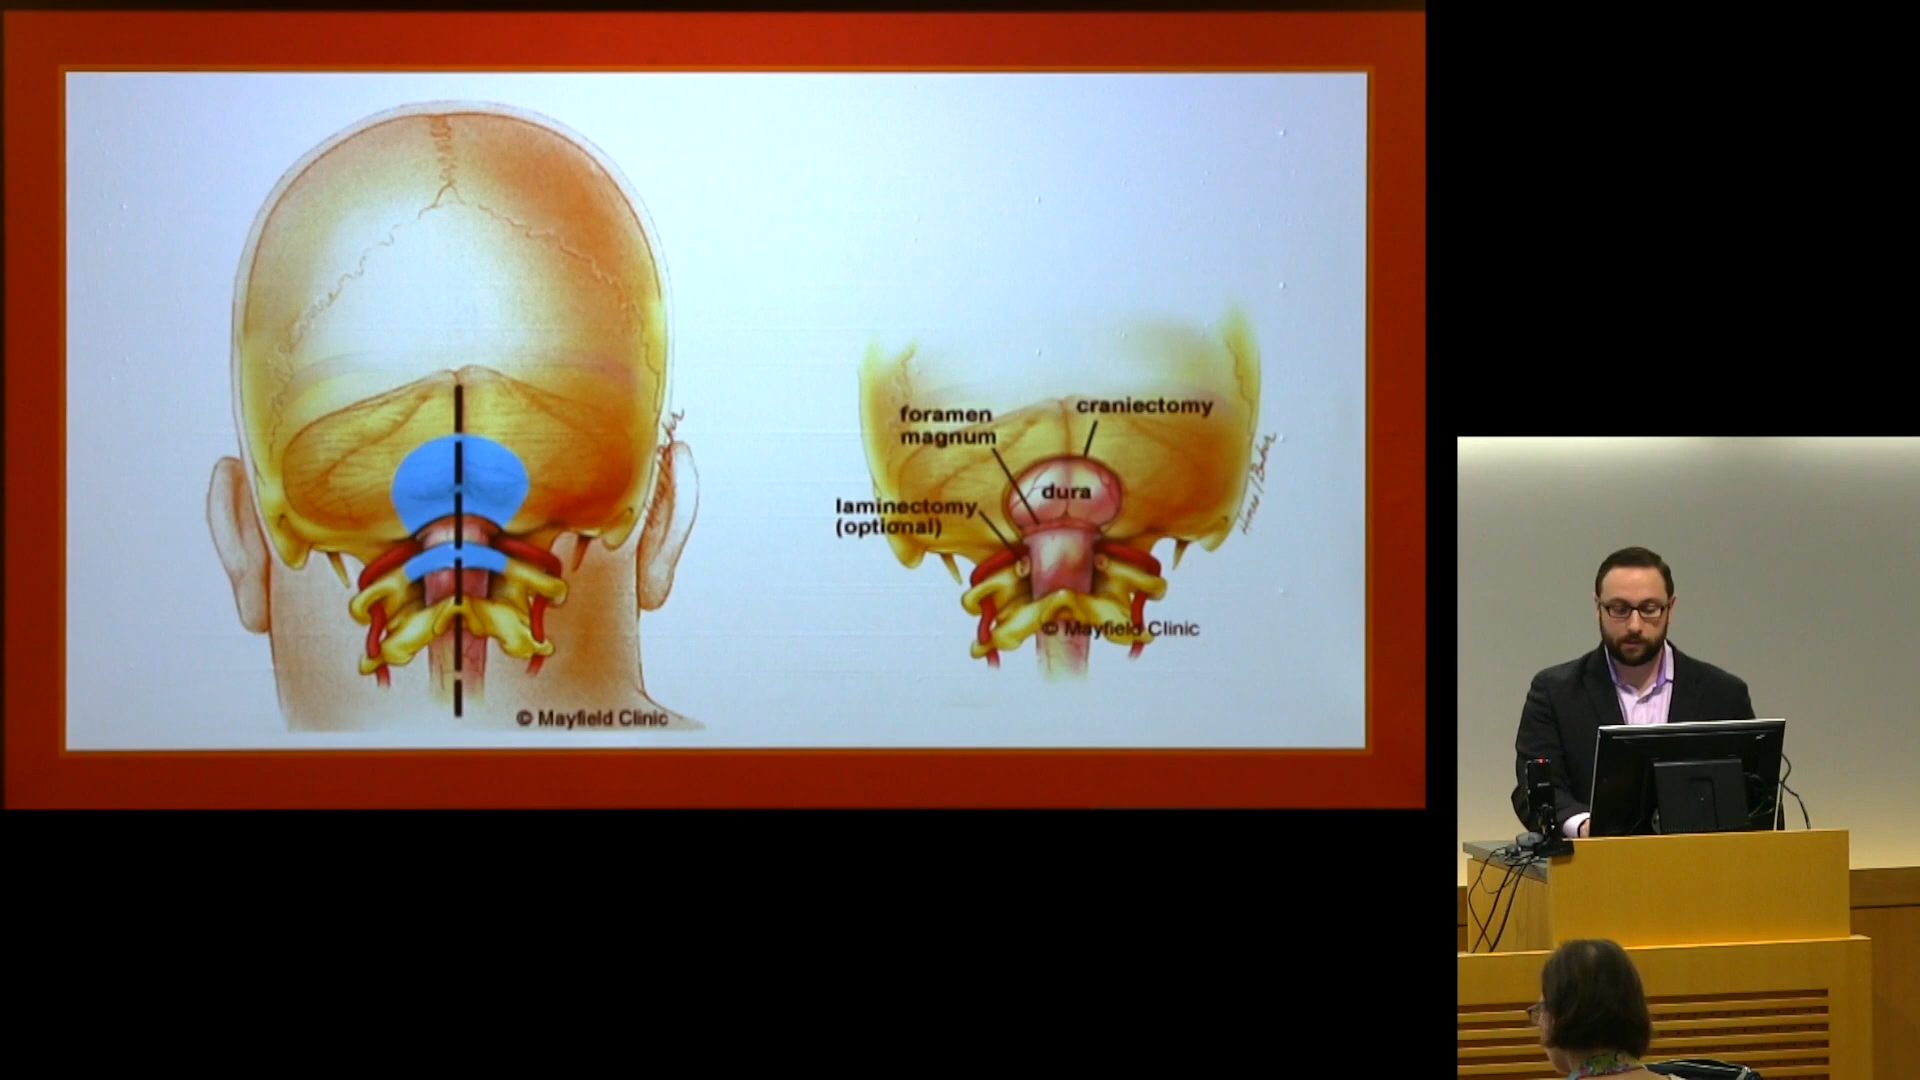 foramen
magnum
craniectomy
dura
laminectomy
(optional)
© Mayfield Clinic
© Mayfield Clinic